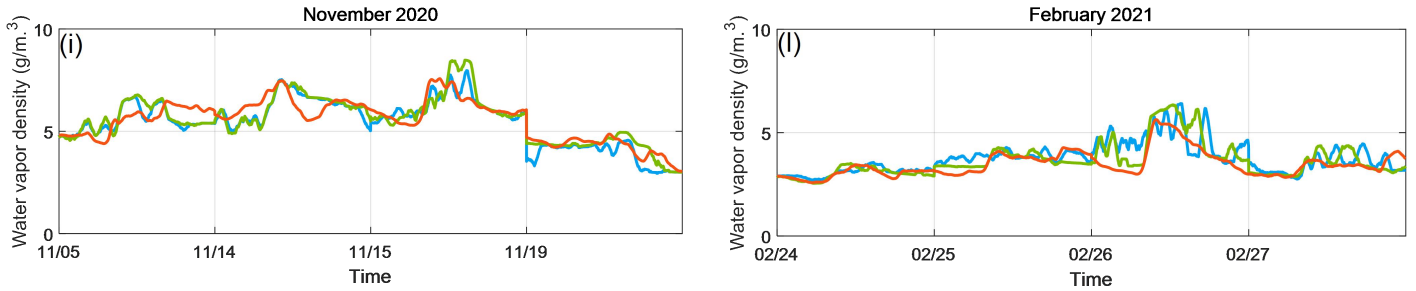 November 2020
(i)
Water vapor density (g/m.³)
10
5
0
11/05 11/14 11/15 11/19
Time
February 2021
(l)
Water vapor density (g/m.³)
10
5
0
02/24 02/25 02/26 02/27
Time